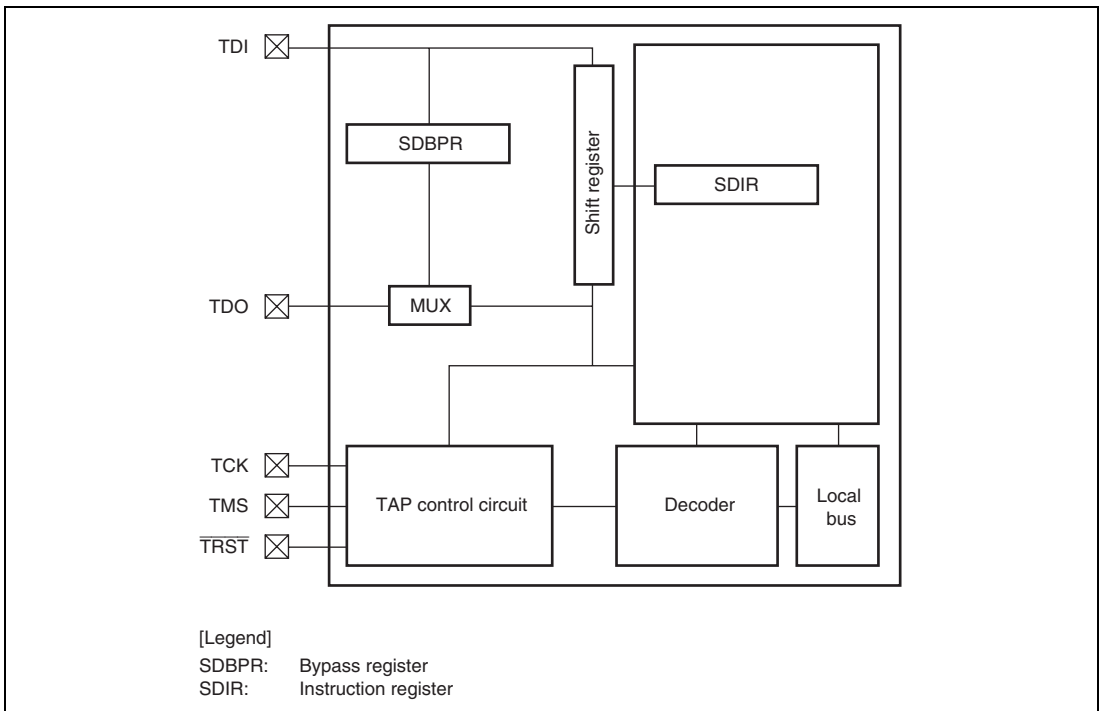 TDI
SDBPR
Shift register
SDIR
TDO
MUX
TCK
TMS
TRST
TAP control circuit
Decoder
Local
bus
[Legend]
SDBPR: Bypass register
SDIR: Instruction register